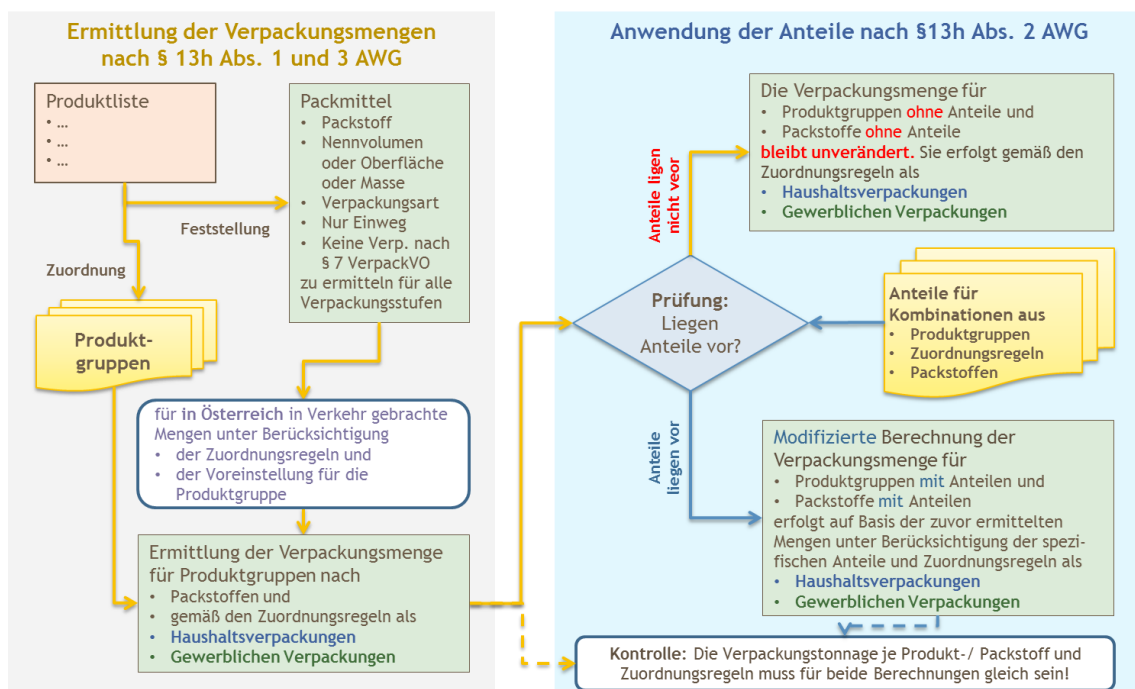 Ermittlung der Verpackungsmengen
nach § 13h Abs. 1 und 3 AWG
Produktliste
• ...
• ...
• ...
Packmittel
• Packstoff
• Nennvolumen
oder Oberfläche
oder Masse
• Verpackungsart
• Nur Einweg
• Keine Verp. nach
§ 7 VerpackVO
zu ermitteln für alle
Verpackungsstufen
Feststellung
Zuordnung
Produkt-
gruppen
für in Österreich in Verkehr gebrachte
Mengen unter Berücksichtigung
• der Zuordnungsregeln und
• der Voreinstellung für die
Produktgruppe
Ermittlung der Verpackungsmenge
für Produktgruppen nach
• Packstoffen und
• gemäß den Zuordnungsregeln als
• Haushaltsverpackungen
• Gewerblichen Verpackungen
Anwendung der Anteile nach §13h Abs. 2 AWG
Die Verpackungsmenge für
• Produktgruppen ohne Anteile und
• Packstoffe ohne Anteile
bleibt unverändert. Sie erfolgt gemäß den
Zuordnungsregeln als
• Haushaltsverpackungen
• Gewerblichen Verpackungen
Anteile ligen
nicht veor
Prüfung:
Liegen
Anteile vor?
Anteile für
Kombinationen aus
• Produktgruppen
• Zuordnungsregeln
• Packstoffen
Anteile
liegen vor
Modifizierte Berechnung der
Verpackungsmenge für
• Produktgruppen mit Anteilen und
• Packstoffe mit Anteilen
erfolgt auf Basis der zuvor ermittelten
Mengen unter Berücksichtigung der spezi-
fischen Anteile und Zuordnungsregeln als
• Haushaltsverpackungen
• Gewerblichen Verpackungen
Kontrolle: Die Verpackungstonnage je Produkt-/ Packstoff und
Zuordnungsregeln muss für beide Berechnungen gleich sein!